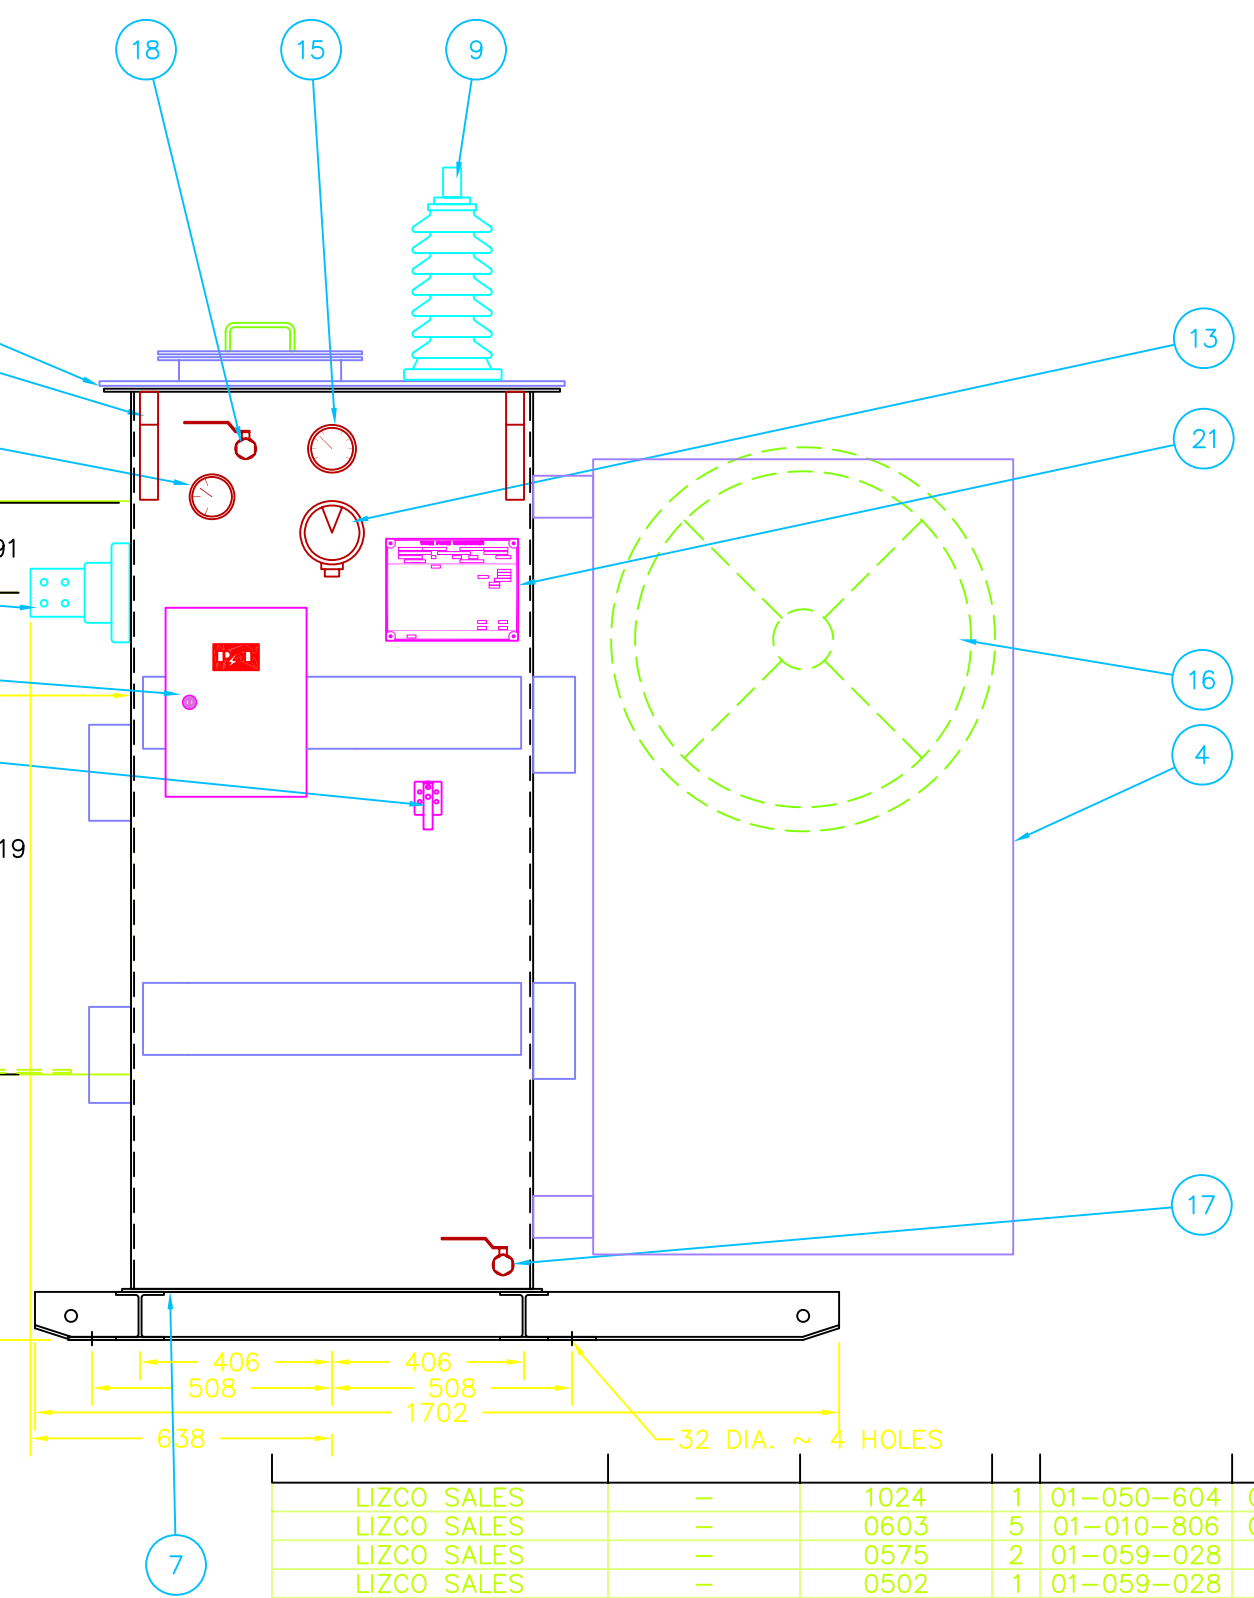 18 15 9
13
21
91
16
4
19
17
406 406
508 508
1702
638
32 DIA. ~ 4 HOLES
7
LIZCO SALES — 1024 1 01-050-604
LIZCO SALES — 0603 5 01-010-806
LIZCO SALES — 0575 2 01-059-028
LIZCO SALES — 0502 1 01-059-028